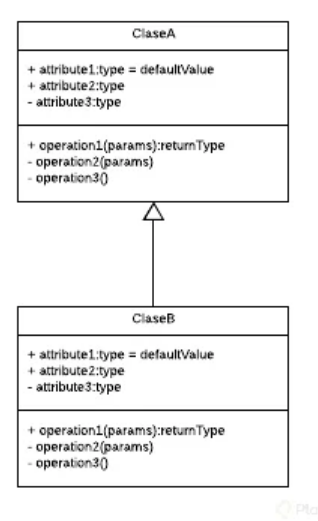 ClaseA
+ attribute1:type = defaultValue
+ attribute2:type
- attribute3:type
+ operation1(params):returnType
- operation2(params)
- operation3()
ClaseB
+ attribute1:type = defaultValue
+ attribute2:type
- attribute3:type
+ operation1(params):returnType
- operation2(params)
- operation3()